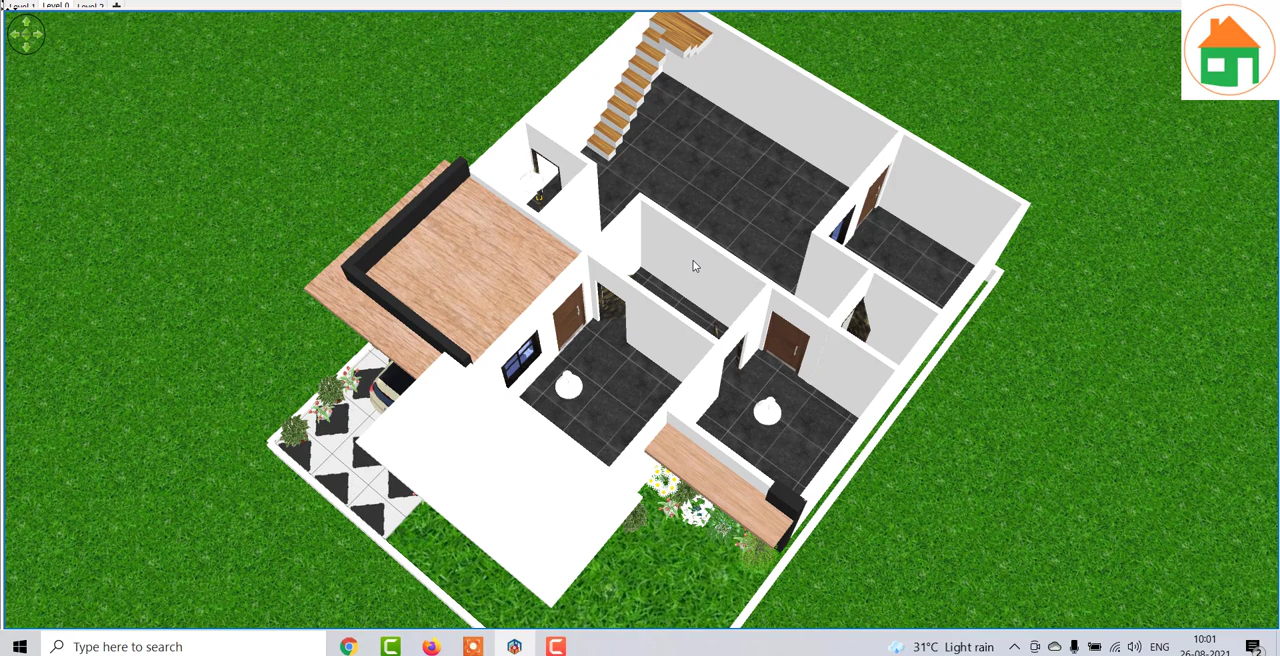 Level 1 Level 0 Level 2
Type here to search
31°C Light rain
ENG
10:01
26-08-2021
2